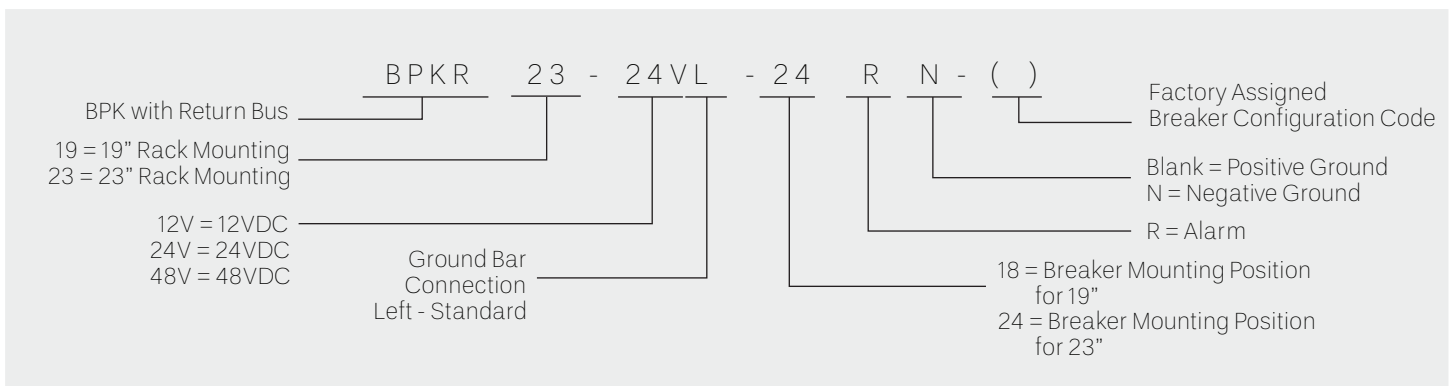 BPKR 23 - 24VL - 24 R N - ( )
BPK with Return Bus
19 = 19" Rack Mounting
23 = 23" Rack Mounting
12V = 12VDC
24V = 24VDC
48V = 48VDC
Ground Bar
Connection
Left - Standard
Factory Assigned
Breaker Configuration Code
Blank = Positive Ground
N = Negative Ground
R = Alarm
18 = Breaker Mounting Position
for 19"
24 = Breaker Mounting Position
for 23"